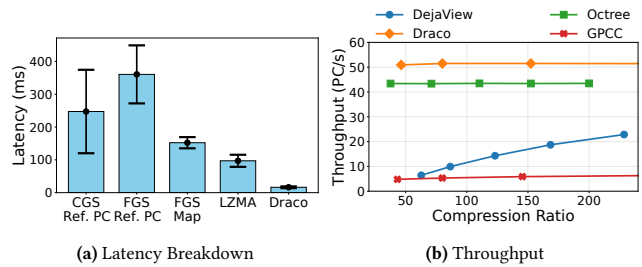 DejaView
Octree
Draco
GPCC
Latency (ms)
400
300
200
100
0
CGS
Ref. PC
FGS
Ref. PC
FGS
Map
LZMA
Draco
Throughput (PC/s)
60
50
40
30
20
10
0
50
100
150
200
Compression Ratio
(a) Latency Breakdown
(b) Throughput